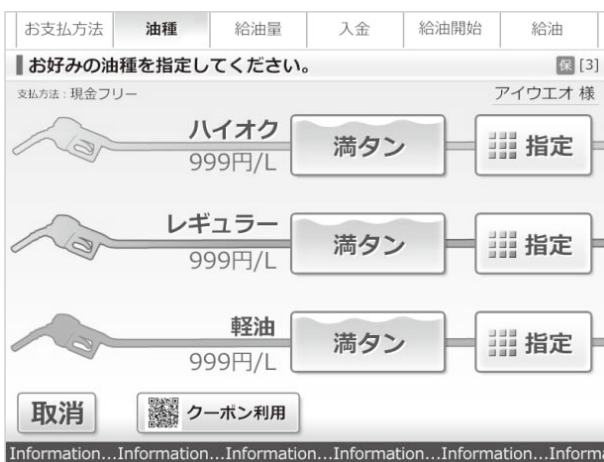 お支払方法 油種 給油量 入金 給油開始 給油
お好みの油種を指定してください。 保 [3]
支払方法:現金フリー アイウエオ 様
ハイオク 満タン 指定
999円/L
レギュラー 満タン 指定
999円/L
軽油 満タン 指定
999円/L
取消 クーポン利用
Information...Information...Information...Information...Information...Informa